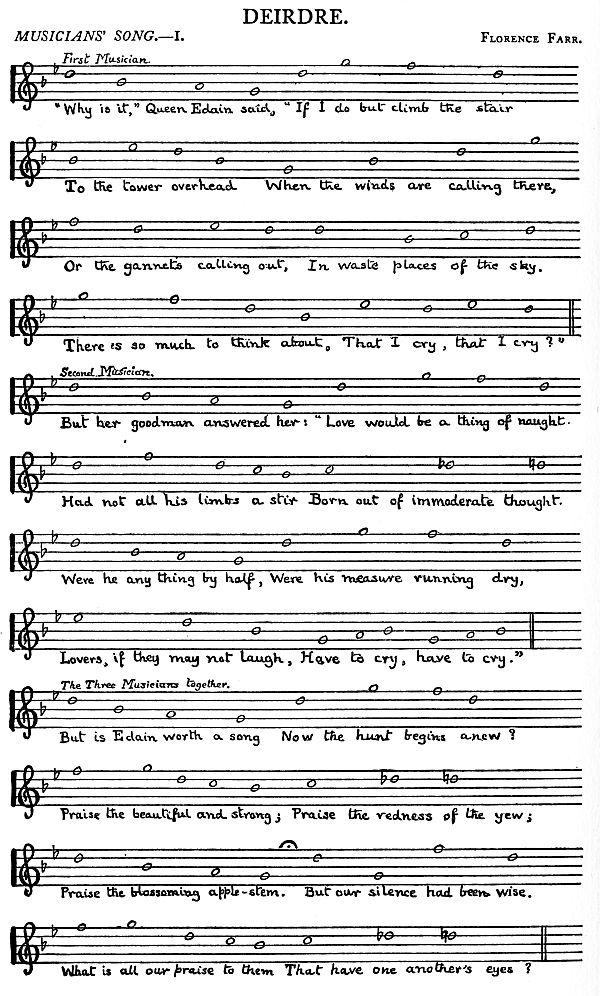 DEIRDRE.
MUSICIANS' SONG.—I.
FLORENCE FARR.
First Musician.
"Why is it," Queen Edain said, "If I do but climb the stair
To the tower overhead When the winds are calling there,
Or the gannets calling out, In waste places of the sky.
There is so much to think about, That I cry, that I cry?"
Second Musician.
But her goodman answered her: "Love would be a thing of naught.
Had not all his limbs a stir Born out of immoderate thought.
Were he any thing by half, Were his measure running dry,
Lovers, if they may not laugh, Have to cry, have to cry."
The Three Musicians together.
But is Edain worth a song Now the hunt begins anew?
Praise the beautiful and strong; Praise the redness of the yew;
Praise the blossoming apple-stem. But our silence had been wise.
What is all our praise to them That have one another's eyes?